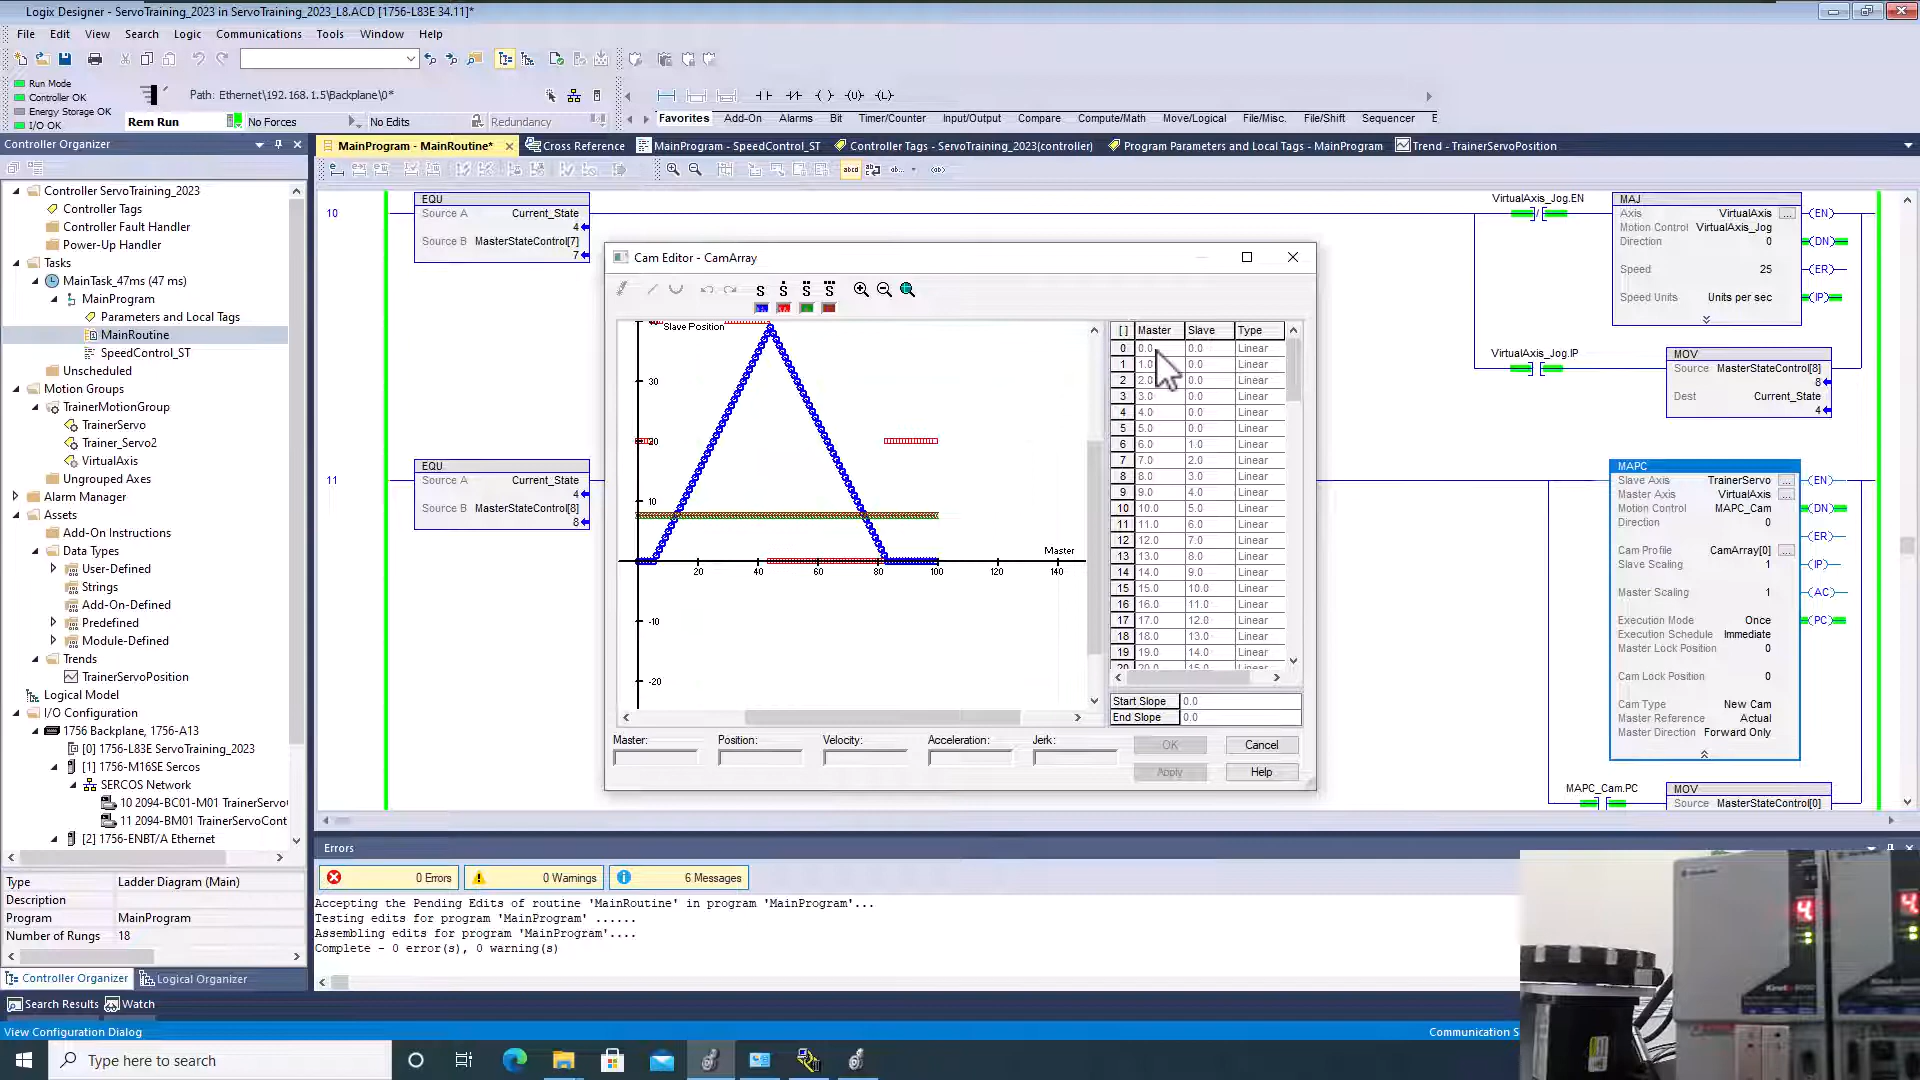 Logix Designer - ServoTraining_2023 in ServoTraining_2023_L8.ACD [1756-L83E 34.11]*
File Edit View Search Logic Communications Tools Window Help
Run Mode
Controller OK
Energy Storage OK
I/O OK
Path: Ethernet\192.168.1.5\Backplane\0*
Rem Run No Forces No Edits Redundancy
Favorites Add-On Alarms Bit Timer/Counter Input/Output Compare Compute/Math Move/Logical File/Misc. File/Shift Sequencer E
Controller Organizer
MainProgram - MainRoutine* Cross Reference MainProgram - SpeedControl_ST Controller Tags - ServoTraining_2023(controller) Program Parameters and Local Tags - MainProgram Trend - TrainerServoPosition
Controller ServoTraining_2023
Controller Tags
Controller Fault Handler
Power-Up Handler
Tasks
MainTask_47ms (47 ms)
MainProgram
Parameters and Local Tags
MainRoutine
SpeedControl_ST
Unscheduled
Motion Groups
TrainerMotionGroup
TrainerServo
Trainer_Servo2
VirtualAxis
Ungrouped Axes
Alarm Manager
Assets
Add-On Instructions
Data Types
User-Defined
Strings
Add-On-Defined
Predefined
Module-Defined
Trends
TrainerServoPosition
Logical Model
I/O Configuration
1756 Backplane, 1756-A13
[0] 1756-L83E ServoTraining_2023
[1] 1756-M16SE Sercos
SERCOS Network
10 2094-BC01-M01 TrainerServo
11 2094-BM01 TrainerServoCont
[2] 1756-ENBT/A Ethernet
Type Ladder Diagram (Main)
Description
Program MainProgram
Number of Rungs 18
Controller Organizer Logical Organizer
Search Results Watch
10
EQU
Source A Current_State
4
Source B MasterStateControl[7]
7
VirtualAxis_Jog.EN
MAJ
Axis VirtualAxis ...
Motion Control VirtualAxis_Jog
Direction 0
Speed 25
Speed Units Units per sec
EN
DN
ER
IP
VirtualAxis_Jog.IP
MOV
Source MasterStateControl[8]
8
Dest Current_State
4
11
EQU
Source A Current_State
4
Source B MasterStateControl[8]
8
MAPC
Slave Axis TrainerServo ...
Master Axis VirtualAxis ...
Motion Control MAPC_Cam
Direction 0
Cam Profile CamArray[0] ...
Slave Scaling 1
Master Scaling 1
Execution Mode Once
Execution Schedule Immediate
Master Lock Position 0
Cam Lock Position 0
Cam Type New Cam
Master Reference Actual
Master Direction Forward Only
EN
DN
ER
IP
AC
PC
MAPC_Cam.PC
MOV
Source MasterStateControl[0]
Cam Editor - CamArray
S S S S
Slave Position
30
20
10
-10
-20
20 40 60 80 100 120 140
Master
[ ] Master Slave Type
0 0.0 0.0 Linear
1 1.0 0.0 Linear
2 2.0 0.0 Linear
3 3.0 0.0 Linear
4 4.0 0.0 Linear
5 5.0 0.0 Linear
6 6.0 1.0 Linear
7 7.0 2.0 Linear
8 8.0 3.0 Linear
9 9.0 4.0 Linear
10 10.0 5.0 Linear
11 11.0 6.0 Linear
12 12.0 7.0 Linear
13 13.0 8.0 Linear
14 14.0 9.0 Linear
15 15.0 10.0 Linear
16 16.0 11.0 Linear
17 17.0 12.0 Linear
18 18.0 13.0 Linear
19 19.0 14.0 Linear
20 20.0 15.0 Linear
Start Slope 0.0
End Slope 0.0
Master: Position: Velocity: Acceleration: Jerk:
OK Cancel
Apply Help
Errors
0 Errors 0 Warnings 6 Messages
Accepting the Pending Edits of routine 'MainRoutine' in program 'MainProgram'...
Testing edits for program 'MainProgram' ......
Assembling edits for program 'MainProgram'....
Complete - 0 error(s), 0 warning(s)
4 4
View Configuration Dialog
Communication S
Type here to search